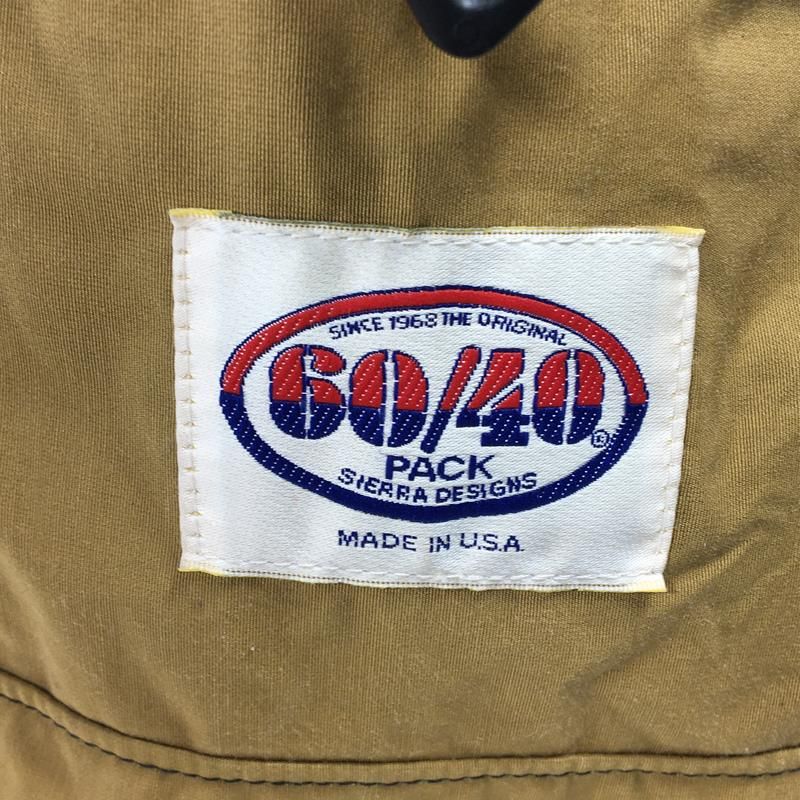 SINCE 1968 THE ORIGINAL
60/40®
PACK
SIERRA DESIGNS
MADE IN U.S.A.